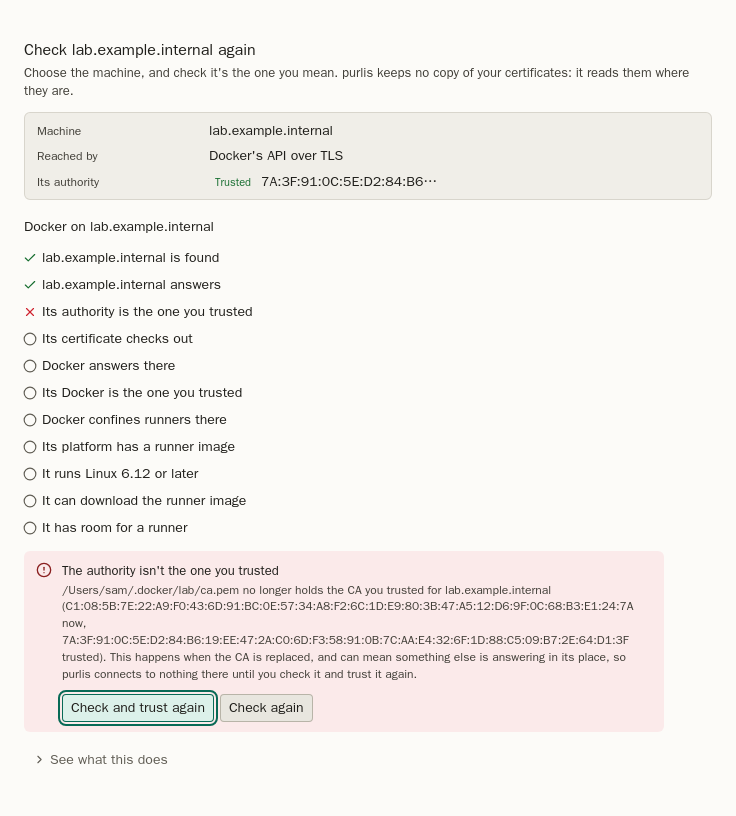 Check lab.example.internal again
Choose the machine, and check it's the one you mean. purlis keeps no copy of your certificates: it reads them where
they are.
Machine lab.example.internal
Reached by Docker's API over TLS
Its authority Trusted 7A:3F:91:0C:5E:D2:84:B6···
Docker on lab.example.internal
lab.example.internal is found
lab.example.internal answers
Its authority is the one you trusted
Its certificate checks out
Docker answers there
Its Docker is the one you trusted
Docker confines runners there
Its platform has a runner image
It runs Linux 6.12 or later
It can download the runner image
It has room for a runner
The authority isn't the one you trusted
/Users/sam/.docker/lab/ca.pem no longer holds the CA you trusted for lab.example.internal
(C1:08:5B:7E:22:A9:F0:43:6D:91:BC:0E:57:34:A8:F2:6C:1D:E9:80:3B:47:A5:12:D6:9F:0C:68:B3:E1:24:7A
now,
7A:3F:91:0C:5E:D2:84:B6:19:EE:47:2A:C0:6D:F3:58:91:0B:7C:AA:E4:32:6F:1D:88:C5:09:B7:2E:64:D1:3F
trusted). This happens when the CA is replaced, and can mean something else is answering in its place, so
purlis connects to nothing there until you check it and trust it again.
Check and trust again Check again
See what this does